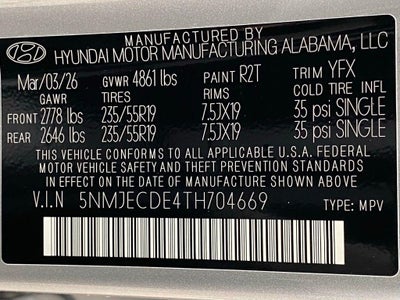 MANUFACTURED BY
HYUNDAI MOTOR MANUFACTURING ALABAMA, LLC
Mar/03/26 GVWR 4861 lbs PAINT R2T TRIM YFX
GAWR TIRES RIMS COLD TIRE INFL
FRONT 2778 lbs 235/55R19 7.5JX19 35 psi SINGLE
REAR 2646 lbs 235/55R19 7.5JX19 35 psi SINGLE
THIS VEHICLE CONFORMS TO ALL APPLICABLE U.S.A. FEDERAL
MOTOR VEHICLE SAFETY AND THEFT PREVENTION STANDARDS
IN EFFECT ON THE DATE OF MANUFACTURE SHOWN ABOVE.
V.I.N 5NMJECDE4TH704669 TYPE: MPV